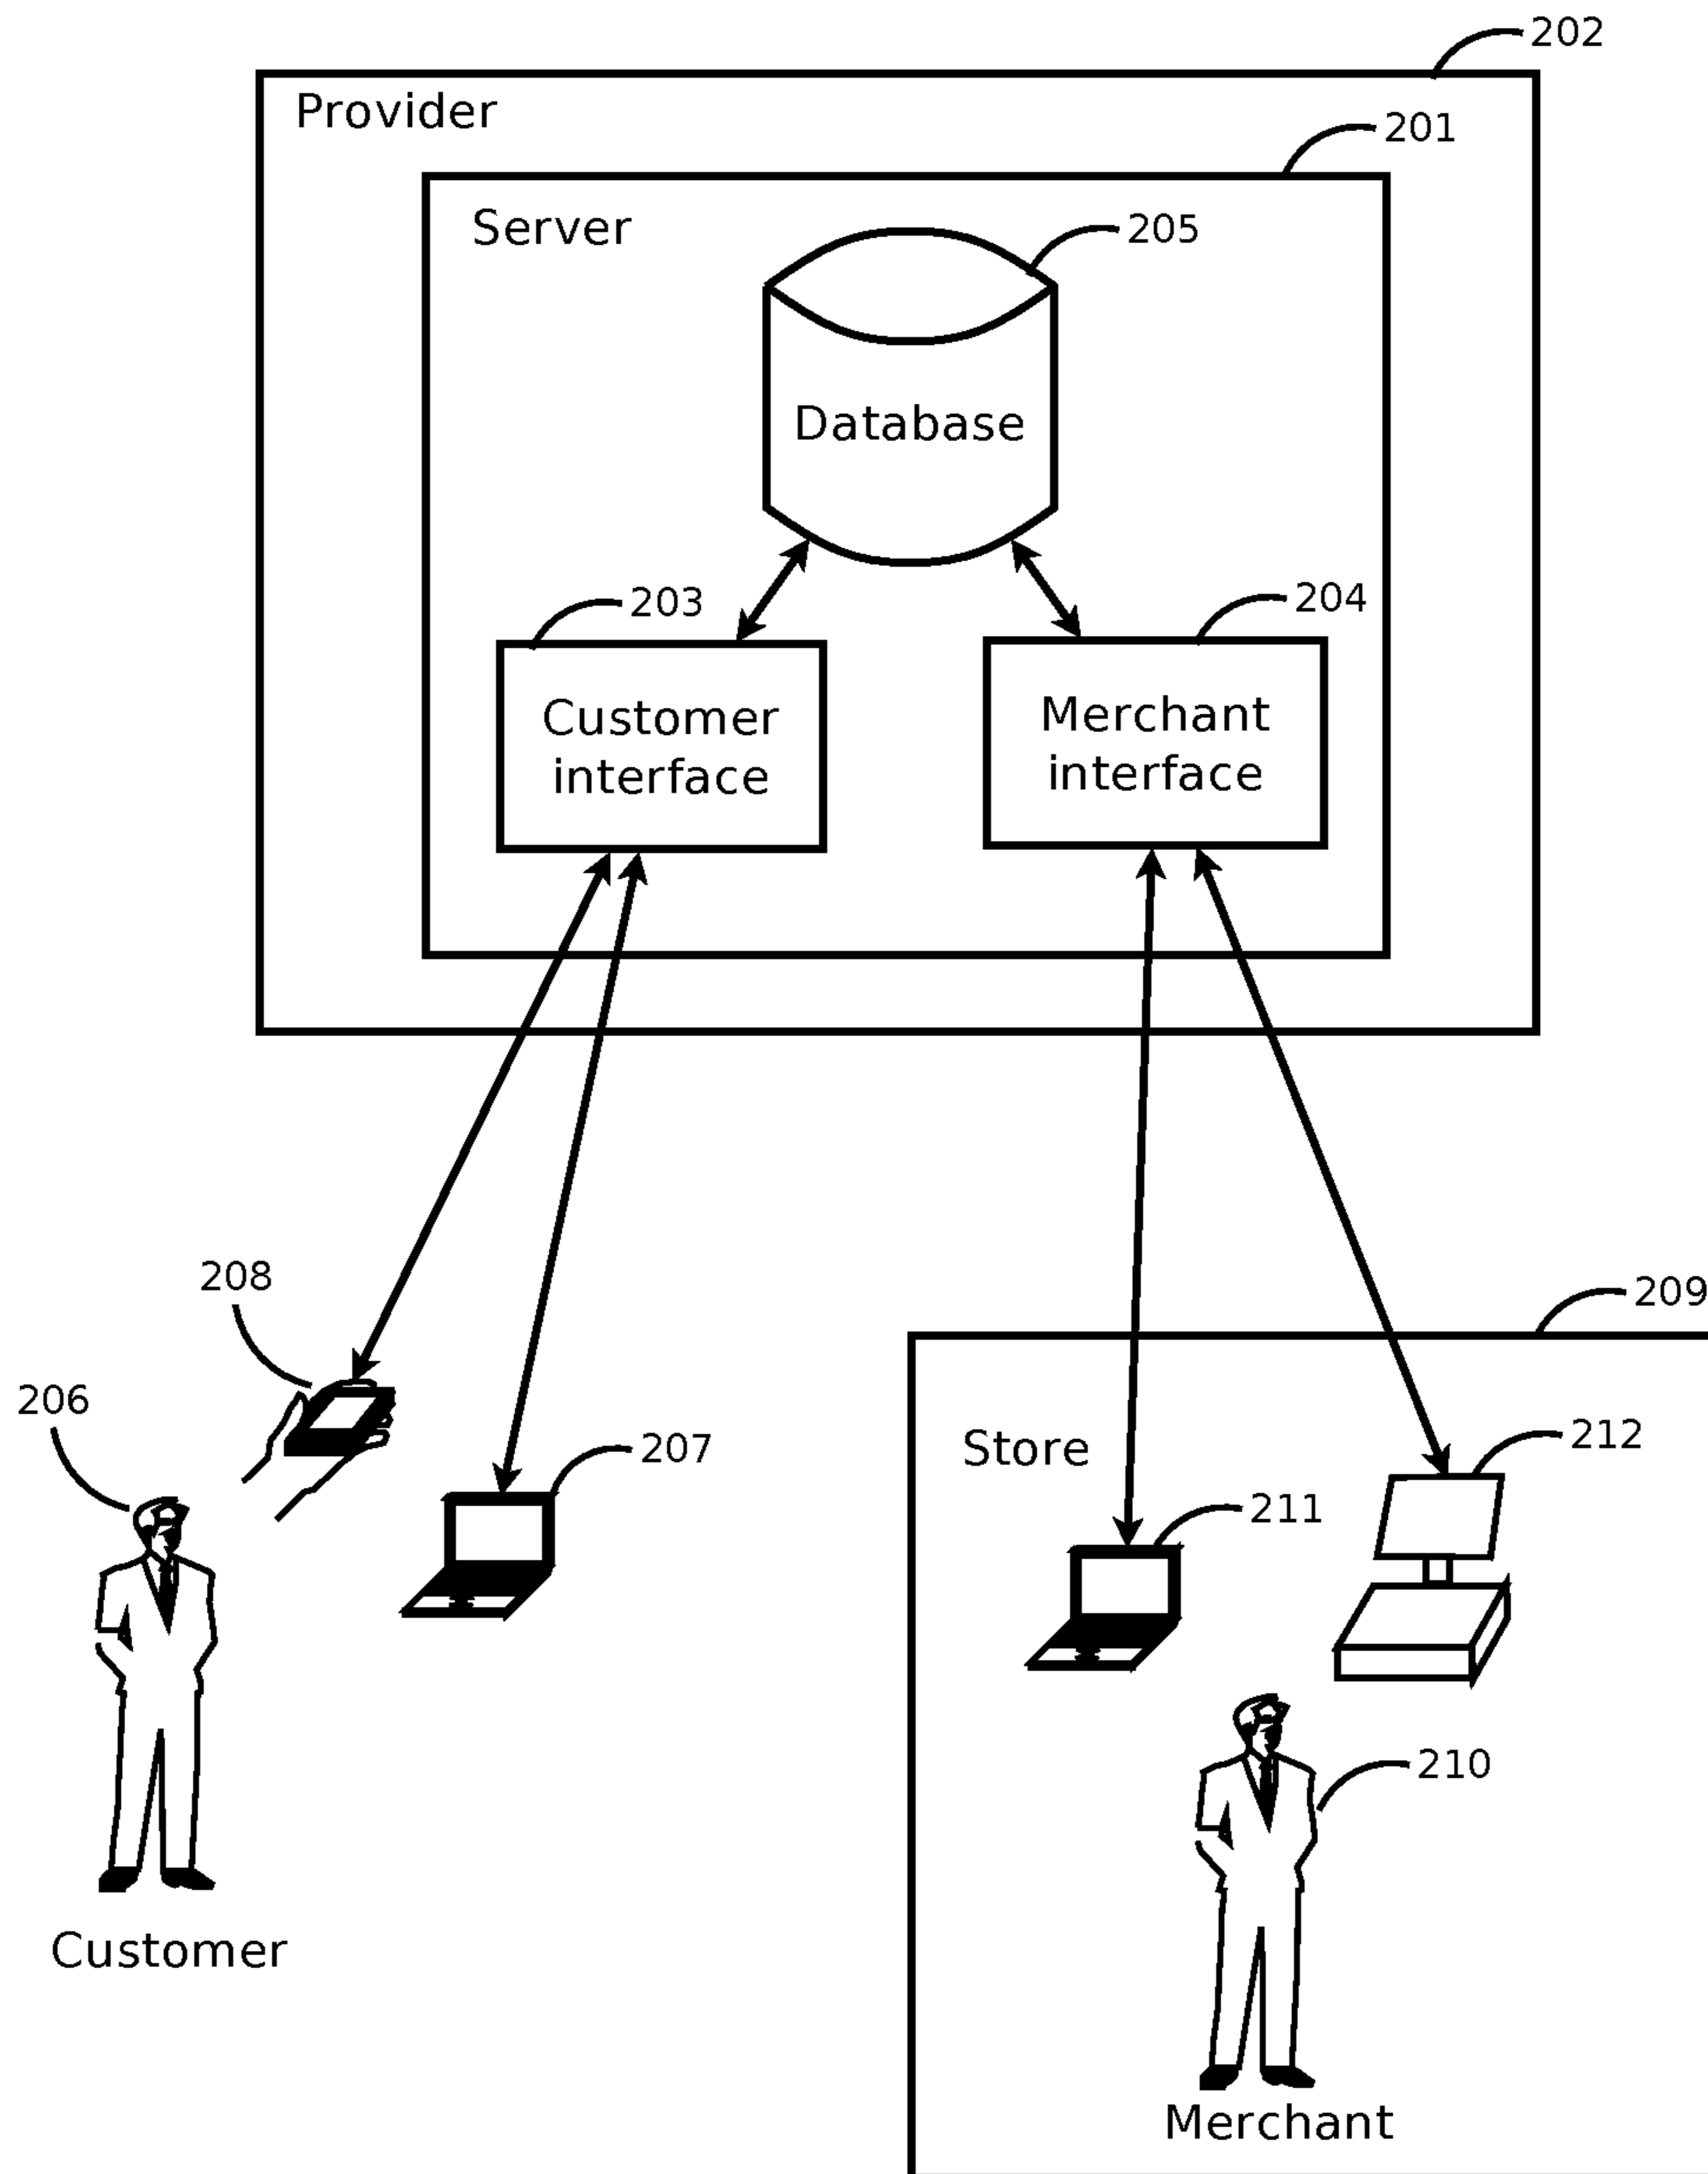 202
Provider
201
Server
205
Database
203
204
Customer
interface
Merchant
interface
208
209
206
207
Store
212
211
210
Customer
Merchant